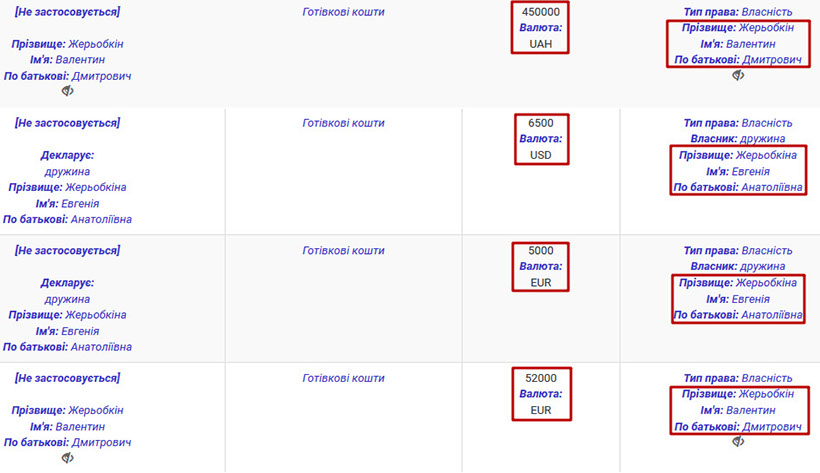 [Не застосовується]
Прізвище: Жерьобкін
Ім'я: Валентин
По батькові: Дмитрович
Готівкові кошти
450000
Валюта:
UAH
Тип права: Власність
Прізвище: Жерьобкін
Ім'я: Валентин
По батькові: Дмитрович
[Не застосовується]
Декларує:
дружина
Прізвище: Жерьобкіна
Ім'я: Евгенія
По батькові: Анатоліївна
Готівкові кошти
6500
Валюта:
USD
Тип права: Власність
Власник: дружина
Прізвище: Жерьобкіна
Ім'я: Евгенія
По батькові: Анатоліївна
[Не застосовується]
Декларує:
дружина
Прізвище: Жерьобкіна
Ім'я: Евгенія
По батькові: Анатоліївна
Готівкові кошти
5000
Валюта:
EUR
Тип права: Власність
Власник: дружина
Прізвище: Жерьобкіна
Ім'я: Евгенія
По батькові: Анатоліївна
[Не застосовується]
Прізвище: Жерьобкін
Ім'я: Валентин
По батькові: Дмитрович
Готівкові кошти
52000
Валюта:
EUR
Тип права: Власність
Прізвище: Жерьобкін
Ім'я: Валентин
По батькові: Дмитрович